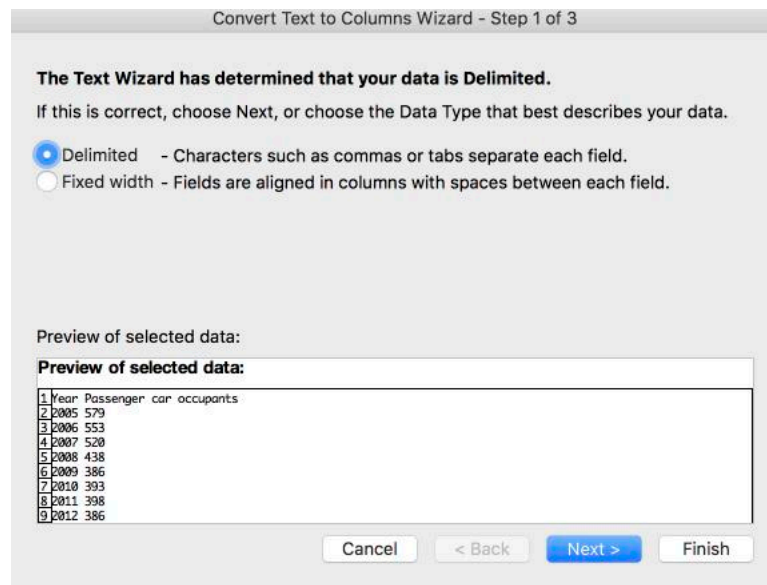 Convert Text to Columns Wizard - Step 1 of 3
The Text Wizard has determined that your data is Delimited.
If this is correct, choose Next, or choose the Data Type that best describes your data.
Delimited - Characters such as commas or tabs separate each field.
Fixed width - Fields are aligned in columns with spaces between each field.
Preview of selected data:
Preview of selected data:
1 Year Passenger car occupants
2 2005 579
3 2006 553
4 2007 520
5 2008 438
6 2009 386
7 2010 393
8 2011 398
9 2012 386
Cancel < Back Next > Finish